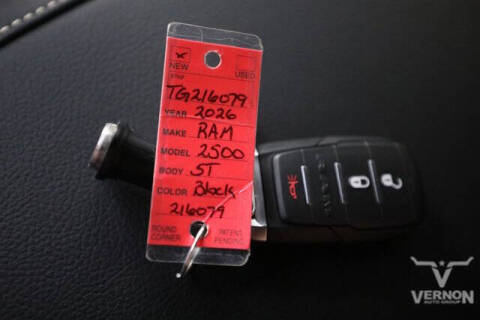 NEW USED
STK#
TG216079
YEAR 2026
MAKE RAM
MODEL 2500
BODY ST
COLOR Black
216079
ROUND CORNER PATENT PENDING
VERNON
AUTO GROUP